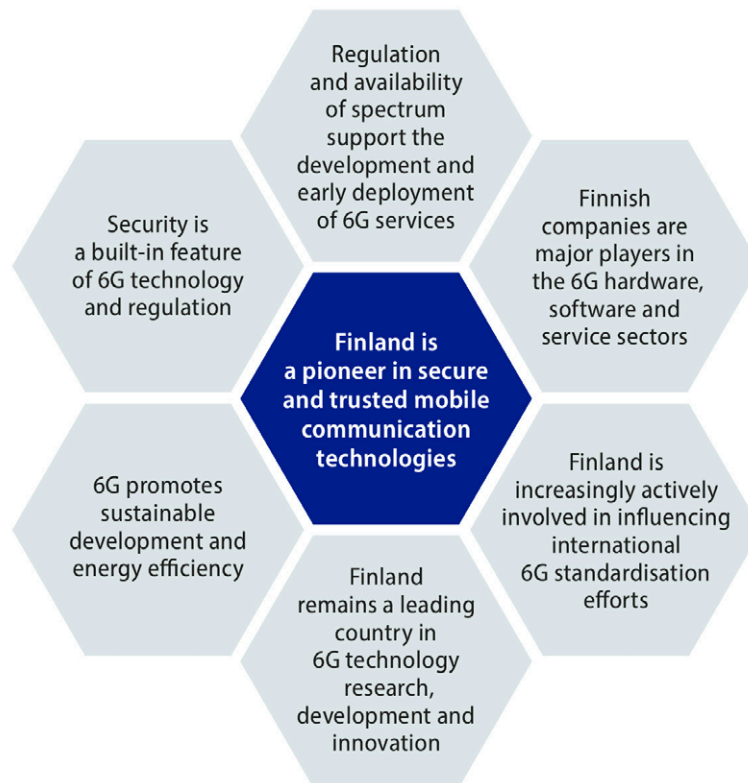 Regulation
and availability
of spectrum
support the
development and
early deployment
of 6G services
Security is
a built-in feature
of 6G technology
and regulation
Finnish
companies are
major players in
the 6G hardware,
software and
service sectors
Finland is
a pioneer in secure
and trusted mobile
communication
technologies
6G promotes
sustainable
development and
energy efficiency
Finland is
increasingly actively
involved in influencing
international
6G standardisation
efforts
Finland
remains a leading
country in
6G technology
research,
development and
innovation